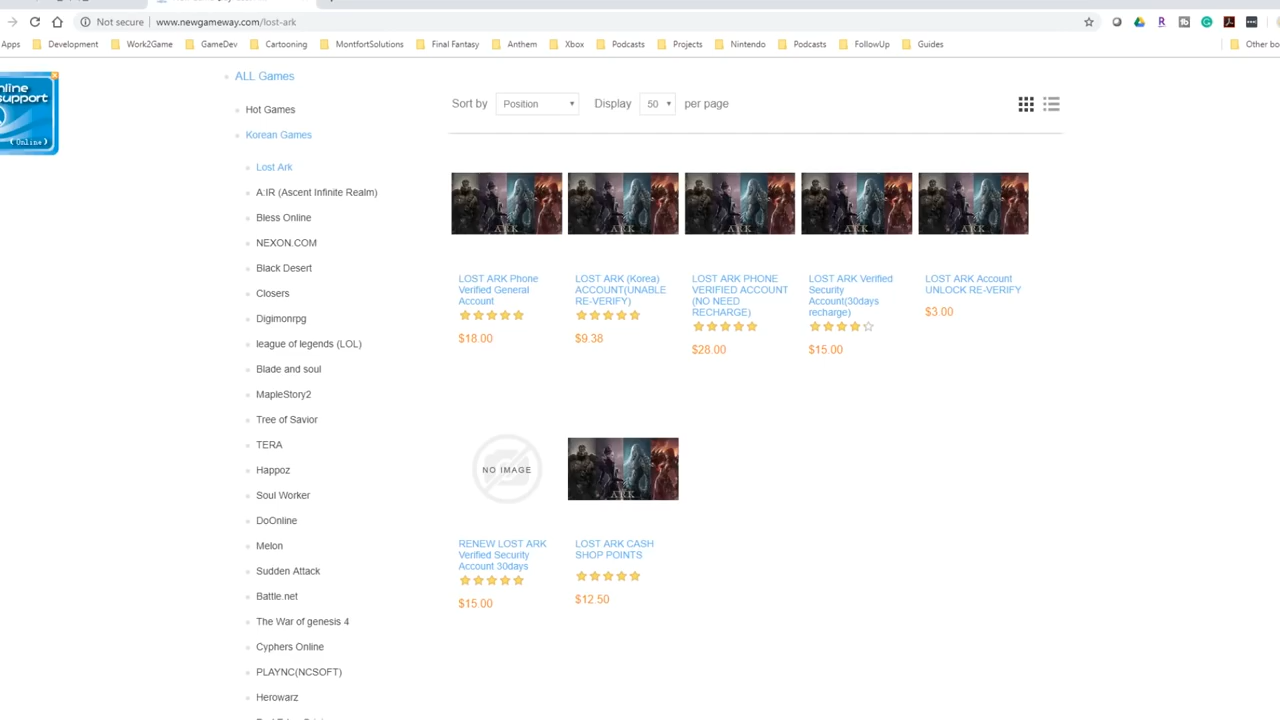 Not secure
www.newgameway.com/lost-ark
Apps
Development
Work2Game
GameDev
Cartooning
MontfortSolutions
Final Fantasy
Anthem
Xbox
Podcasts
Projects
Nintendo
Podcasts
FollowUp
Guides
Other bo
nline
support
(Online)
ALL Games
Hot Games
Korean Games
Lost Ark
A:IR (Ascent Infinite Realm)
Bless Online
NEXON.COM
Black Desert
Closers
Digimonrpg
league of legends (LOL)
Blade and soul
MapleStory2
Tree of Savior
TERA
Happoz
Soul Worker
DoOnline
Melon
Sudden Attack
Battle.net
The War of genesis 4
Cyphers Online
PLAYNC(NCSOFT)
Herowarz
Sort by Position Display 50 per page
ARK
ARK
ARK
ARK
ARK
LOST ARK Phone
Verified General
Account
$18.00
LOST ARK (Korea)
ACCOUNT(UNABLE
RE-VERIFY)
$9.38
LOST ARK PHONE
VERIFIED ACCOUNT
(NO NEED
RECHARGE)
$28.00
LOST ARK Verified
Security
Account(30days
recharge)
$15.00
LOST ARK Account
UNLOCK RE-VERIFY
$3.00
NO IMAGE
RENEW LOST ARK
Verified Security
Account 30days
$15.00
ARK
LOST ARK CASH
SHOP POINTS
$12.50